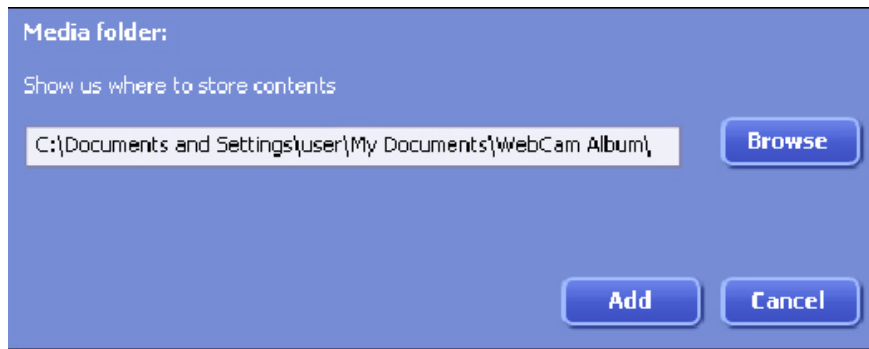 Media folder:
Show us where to store contents
C:\Documents and Settings\user\My Documents\WebCam Album\
Browse
Add
Cancel